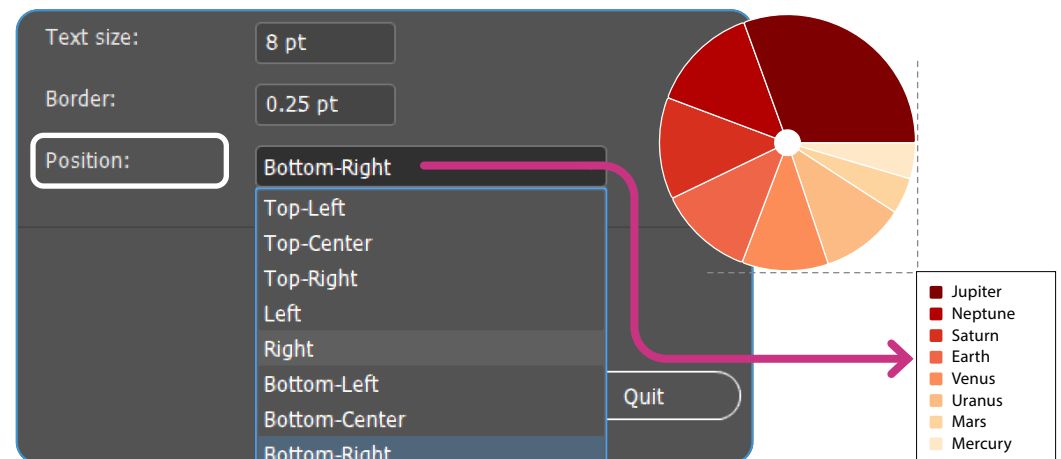 Text size:
8 pt
Border:
0.25 pt
Position:
Bottom-Right
Top-Left
Top-Center
Top-Right
Left
Right
Bottom-Left
Bottom-Center
Bottom-Right
Quit
Jupiter
Neptune
Saturn
Earth
Venus
Uranus
Mars
Mercury